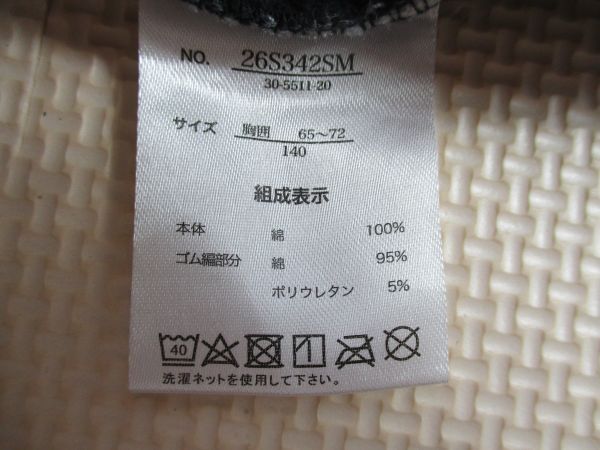 NO. 26S342SM
30-5511-20
サイズ 胸囲 65~72
140
組成表示
本体 綿 100%
ゴム編部分 綿 95%
ポリウレタン 5%
40
洗濯ネットを使用して下さい。